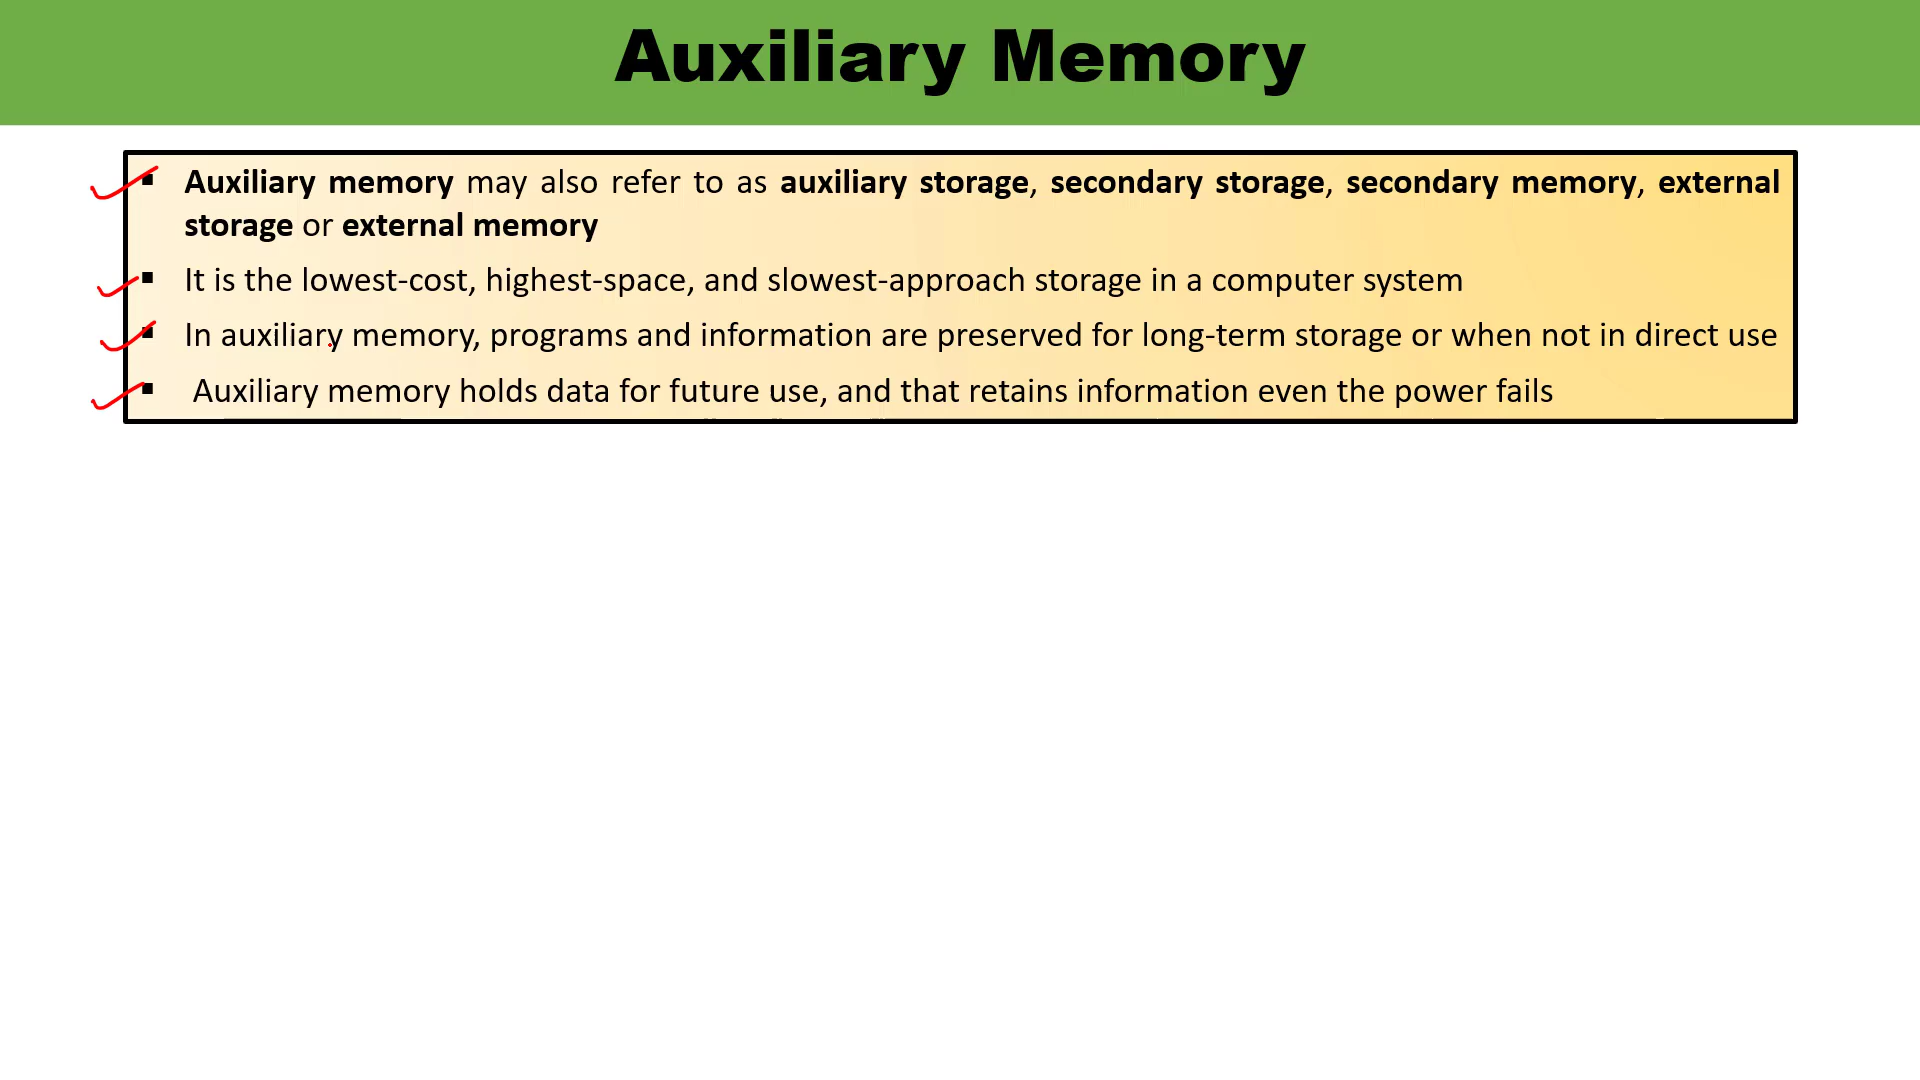 Auxiliary Memory
▪ Auxiliary memory may also refer to as auxiliary storage, secondary storage, secondary memory, external
storage or external memory
▪ It is the lowest-cost, highest-space, and slowest-approach storage in a computer system
▪ In auxiliary memory, programs and information are preserved for long-term storage or when not in direct use
▪ Auxiliary memory holds data for future use, and that retains information even the power fails